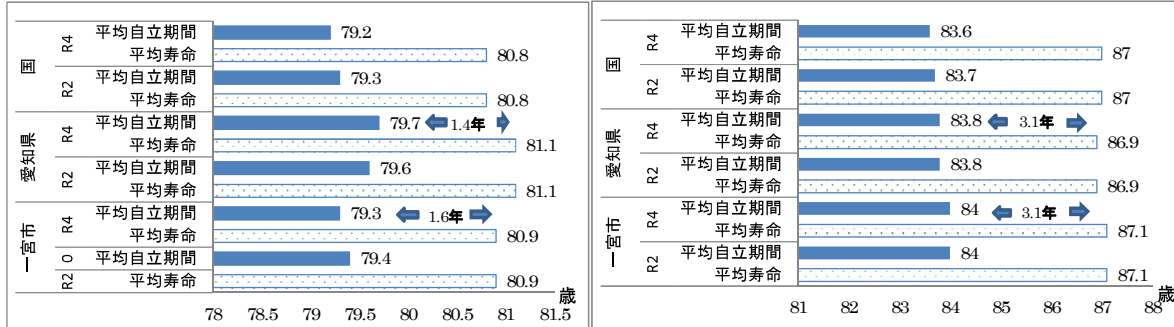 国
R4
平均自立期間
79.2
平均寿命
80.8
R2
平均自立期間
79.3
平均寿命
80.8
愛知県
R4
平均自立期間
79.7
1.4年
平均寿命
81.1
R2
平均自立期間
79.6
平均寿命
81.1
一宮市
R4
平均自立期間
79.3
1.6年
平均寿命
80.9
R2 0
平均自立期間
79.4
平均寿命
80.9
歳
78 78.5 79 79.5 80 80.5 81 81.5
国
R4
平均自立期間
83.6
平均寿命
87
R2
平均自立期間
83.7
平均寿命
87
愛知県
R4
平均自立期間
83.8
3.1年
平均寿命
86.9
R2
平均自立期間
83.8
平均寿命
86.9
一宮市
R4
平均自立期間
84
3.1年
平均寿命
87.1
R2
平均自立期間
84
平均寿命
87.1
歳
81 82 83 84 85 86 87 88